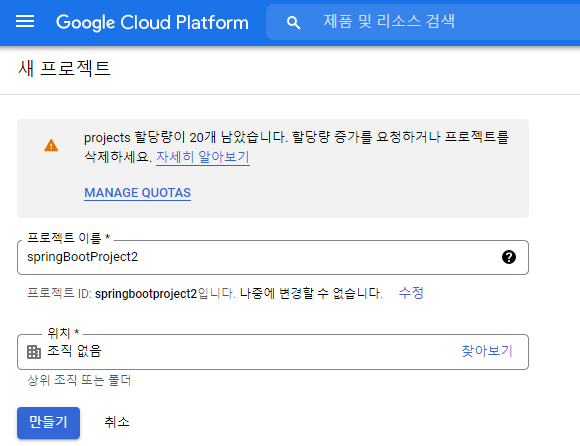 Google Cloud Platform
제품 및 리소스 검색
새 프로젝트
projects 할당량이 20개 남았습니다. 할당량 증가를 요청하거나 프로젝트를
삭제하세요. 자세히 알아보기
MANAGE QUOTAS
프로젝트 이름 *
springBootProject2
프로젝트 ID: springbootproject2입니다. 나중에 변경할 수 없습니다. 수정
위치 *
조직 없음 찾아보기
상위 조직 또는 폴더
만들기 취소